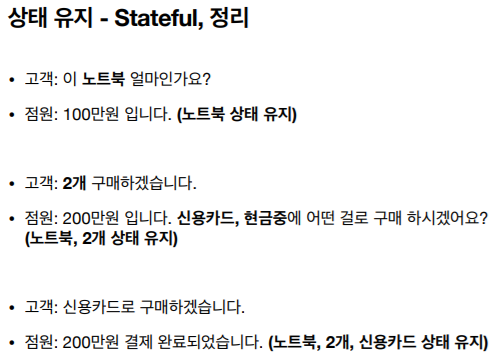 상태 유지 - Stateful, 정리
• 고객: 이 노트북 얼마인가요?
• 점원: 100만원 입니다. (노트북 상태 유지)
• 고객: 2개 구매하겠습니다.
• 점원: 200만원 입니다. 신용카드, 현금중에 어떤 걸로 구매 하시겠어요?
(노트북, 2개 상태 유지)
• 고객: 신용카드로 구매하겠습니다.
• 점원: 200만원 결제 완료되었습니다. (노트북, 2개, 신용카드 상태 유지)